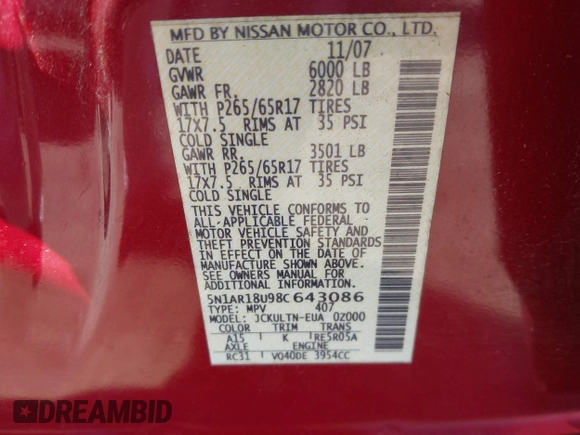 MFD BY NISSAN MOTOR CO., LTD.
DATE 11/07
GVWR 6000 LB
GAWR FR. 2820 LB
WITH P265/65R17 TIRES
17X7.5 RIMS AT 35 PSI
COLD SINGLE
GAWR RR. 3501 LB
WITH P265/65R17 TIRES
17X7.5 RIMS AT 35 PSI
COLD SINGLE
THIS VEHICLE CONFORMS TO
ALL-APPLICABLE FEDERAL
MOTOR VEHICLE SAFETY AND
THEFT PREVENTION STANDARDS
IN EFFECT ON THE DATE OF
MANUFACTURE SHOWN ABOVE.
SEE OWNERS MANUAL FOR
ADDITIONAL INFORMATION.
5N1AR18U98C643086
TYPE: MPV 407
MODEL: JCKULTN-EUA 02000
COLOR TRIM TRANS
A15 K RE5R05A
AXLE ENGINE
RC31 VQ40DE 3954CC
DREAMBID